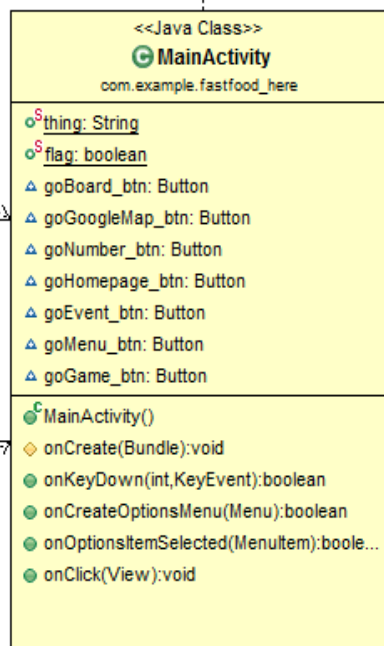 <<Java Class>>
MainActivity
com.example.fastfood_here
thing: String
flag: boolean
goBoard_btn: Button
goGoogleMap_btn: Button
goNumber_btn: Button
goHomepage_btn: Button
goEvent_btn: Button
goMenu_btn: Button
goGame_btn: Button
MainActivity()
onCreate(Bundle):void
onKeyDown(int,KeyEvent):boolean
onCreateOptionsMenu(Menu):boolean
onOptionsItemSelected(MenuItem):boole...
onClick(View):void